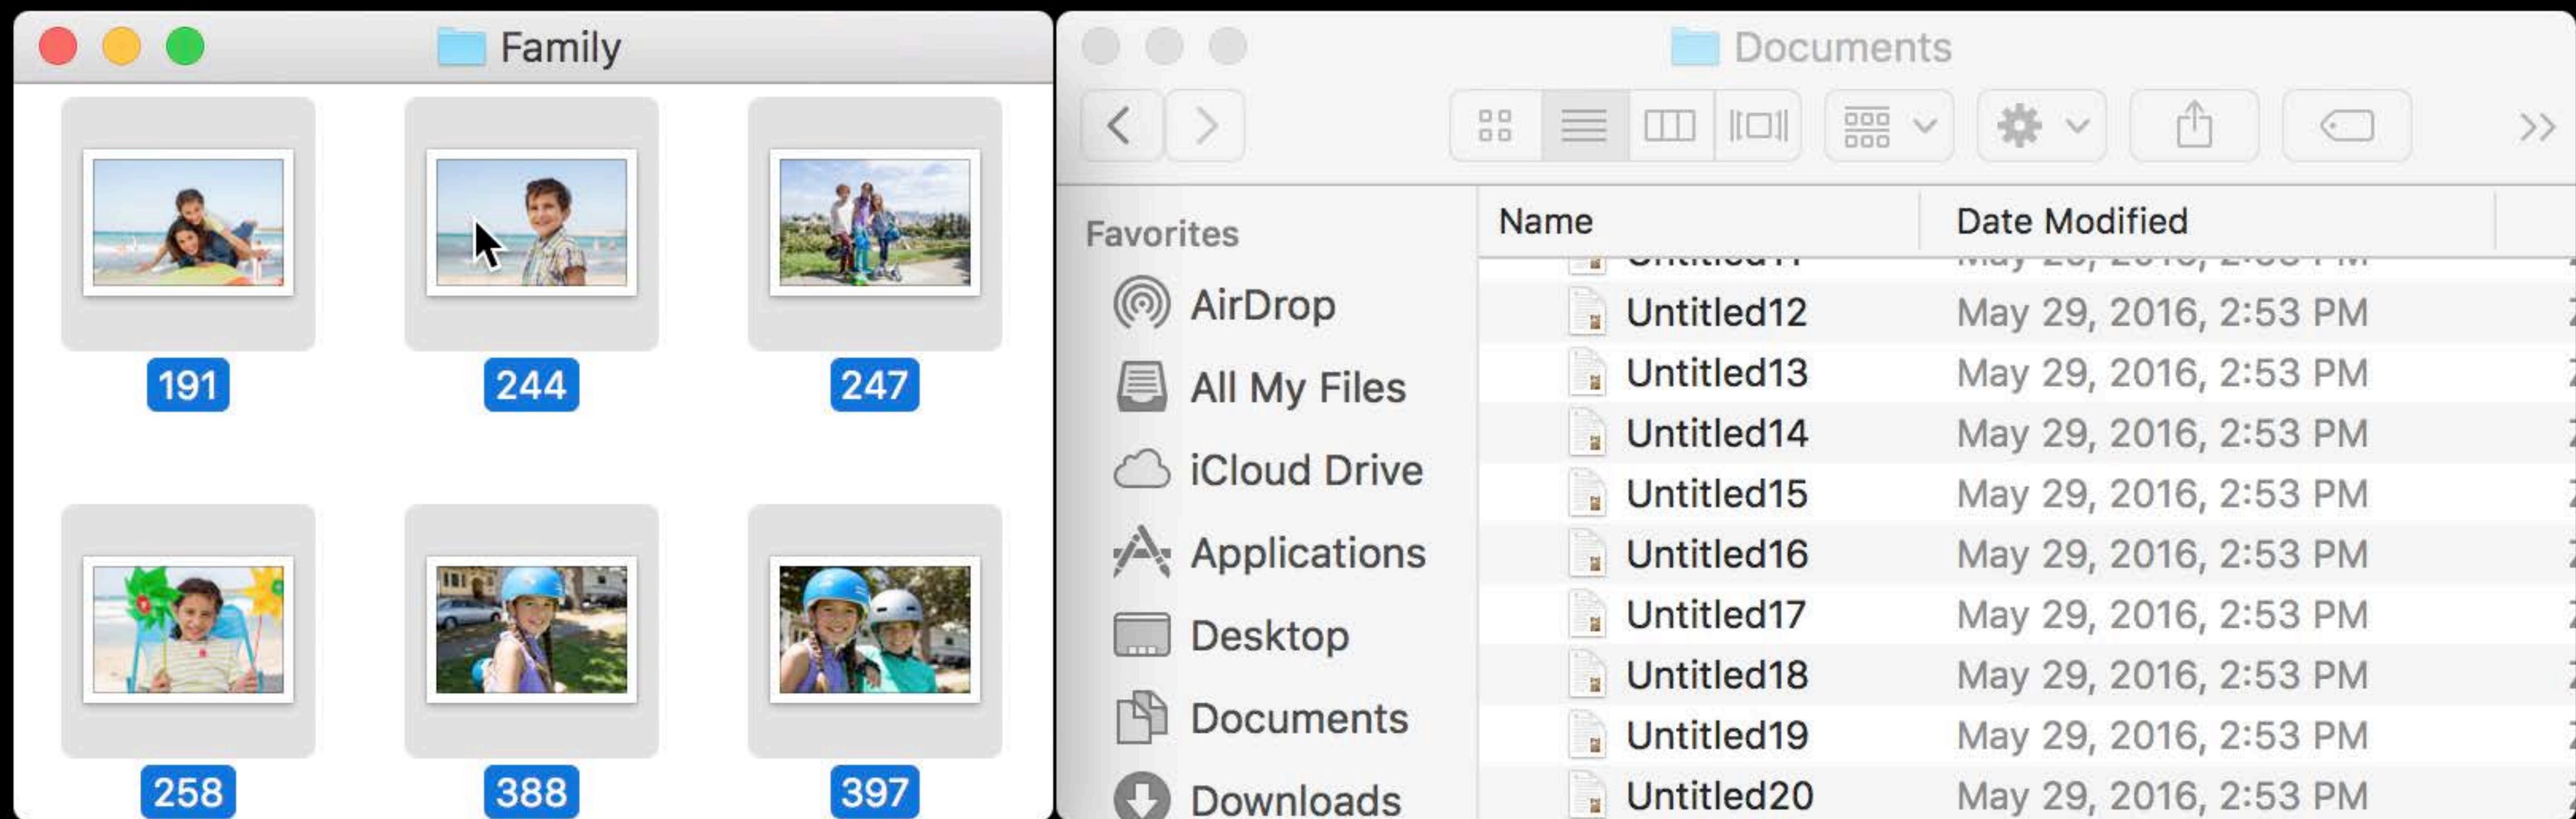 Family
191
244
247
258
388
397
Documents
Favorites
AirDrop
All My Files
iCloud Drive
Applications
Desktop
Documents
Downloads
Name Date Modified
Untitled12 May 29, 2016, 2:53 PM
Untitled13 May 29, 2016, 2:53 PM
Untitled14 May 29, 2016, 2:53 PM
Untitled15 May 29, 2016, 2:53 PM
Untitled16 May 29, 2016, 2:53 PM
Untitled17 May 29, 2016, 2:53 PM
Untitled18 May 29, 2016, 2:53 PM
Untitled19 May 29, 2016, 2:53 PM
Untitled20 May 29, 2016, 2:53 PM